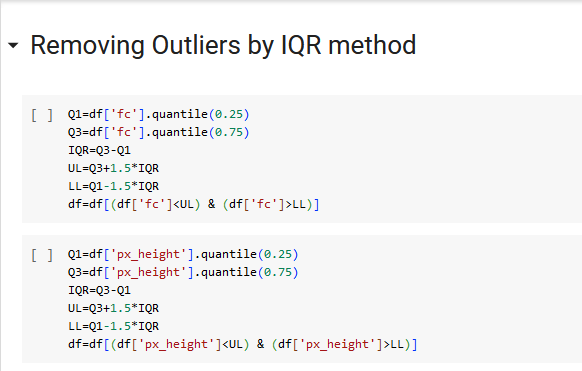 Removing Outliers by IQR method
[ ] Q1=df['fc'].quantile(0.25)
Q3=df['fc'].quantile(0.75)
IQR=Q3-Q1
UL=Q3+1.5*IQR
LL=Q1-1.5*IQR
df=df[(df['fc']<UL) & (df['fc']>LL)]
[ ] Q1=df['px_height'].quantile(0.25)
Q3=df['px_height'].quantile(0.75)
IQR=Q3-Q1
UL=Q3+1.5*IQR
LL=Q1-1.5*IQR
df=df[(df['px_height']<UL) & (df['px_height']>LL)]